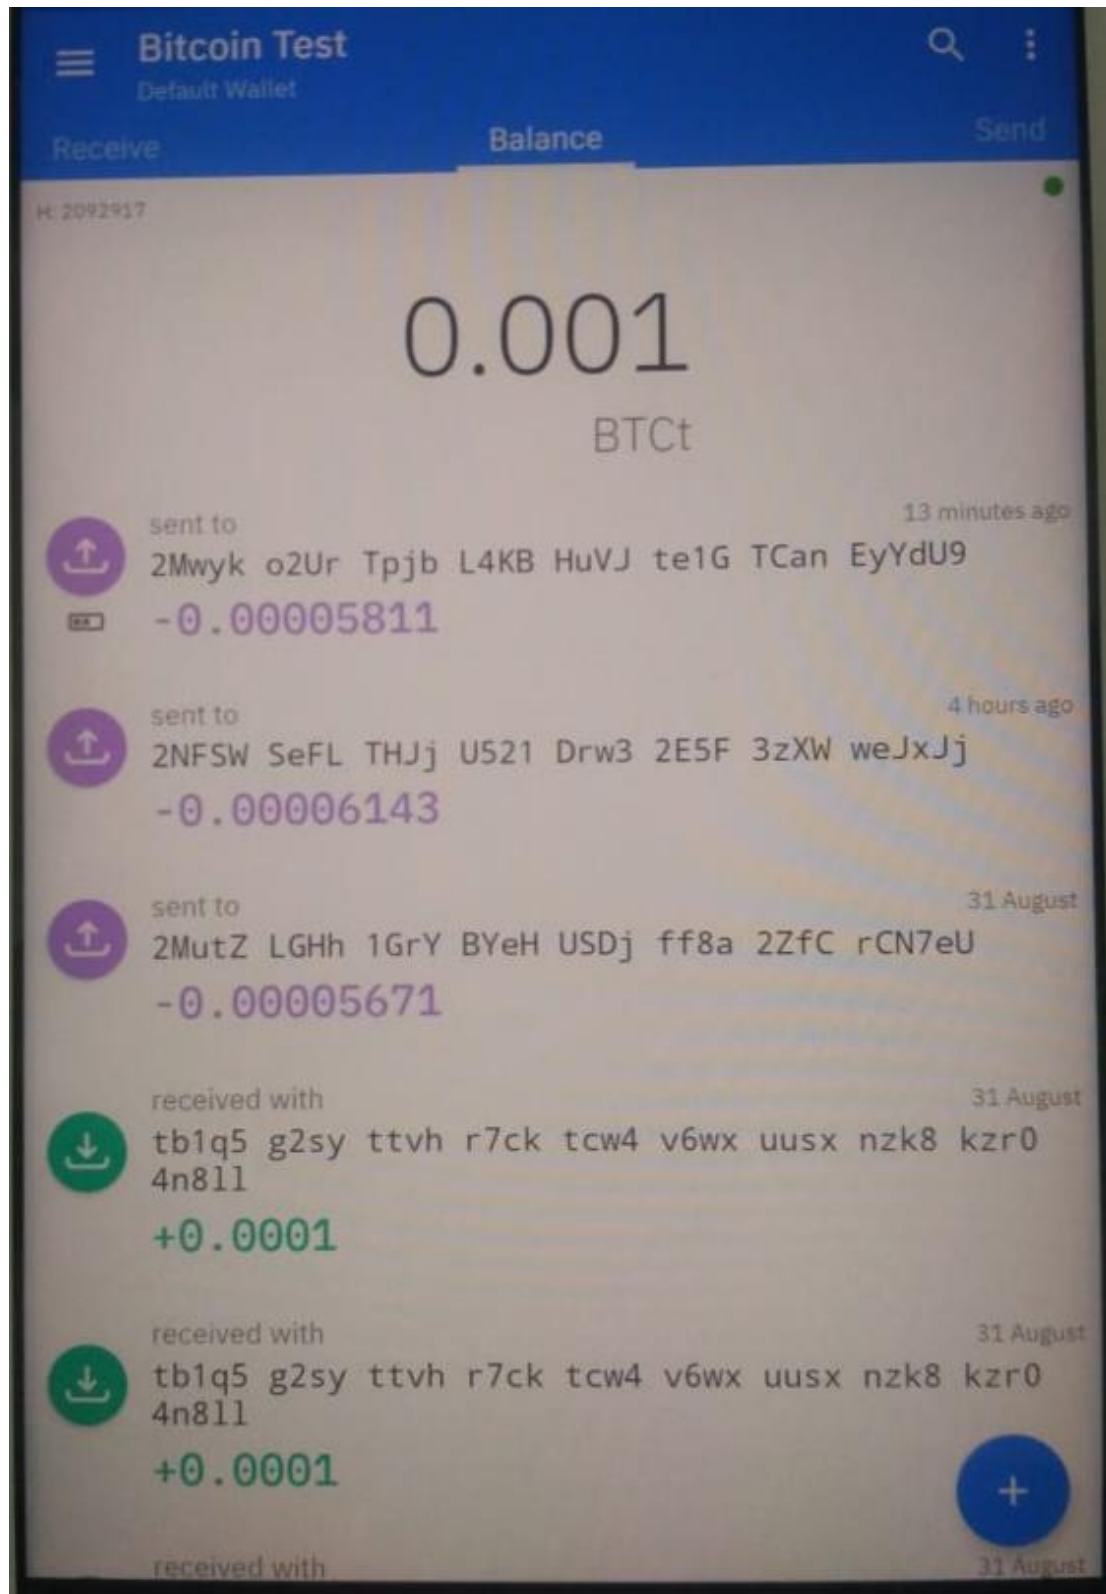 Bitcoin Test
Default Wallet
Receive
Balance
Send
H: 2092917
0.001
BTCt
sent to
13 minutes ago
2Mwyk o2Ur Tpjb L4KB HuVJ te1G TCan EyYdU9
-0.00005811
sent to
4 hours ago
2NFSW SeFL THJj U521 Drw3 2E5F 3zXW weJxJj
-0.00006143
sent to
31 August
2MutZ LGHh 1GrY BYeH USDj ff8a 2ZfC rCN7eU
-0.00005671
received with
31 August
tb1q5 g2sy ttvh r7ck tcw4 v6wx uusx nzk8 kzr0
4n8ll
+0.0001
received with
31 August
tb1q5 g2sy ttvh r7ck tcw4 v6wx uusx nzk8 kzr0
4n8ll
+0.0001
received with
31 August